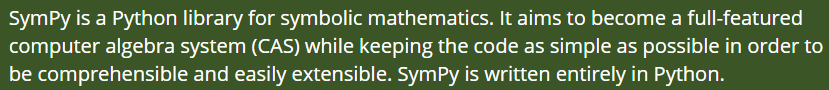 SymPy is a Python library for symbolic mathematics. It aims to become a full-featured
computer algebra system (CAS) while keeping the code as simple as possible in order to
be comprehensible and easily extensible. SymPy is written entirely in Python.